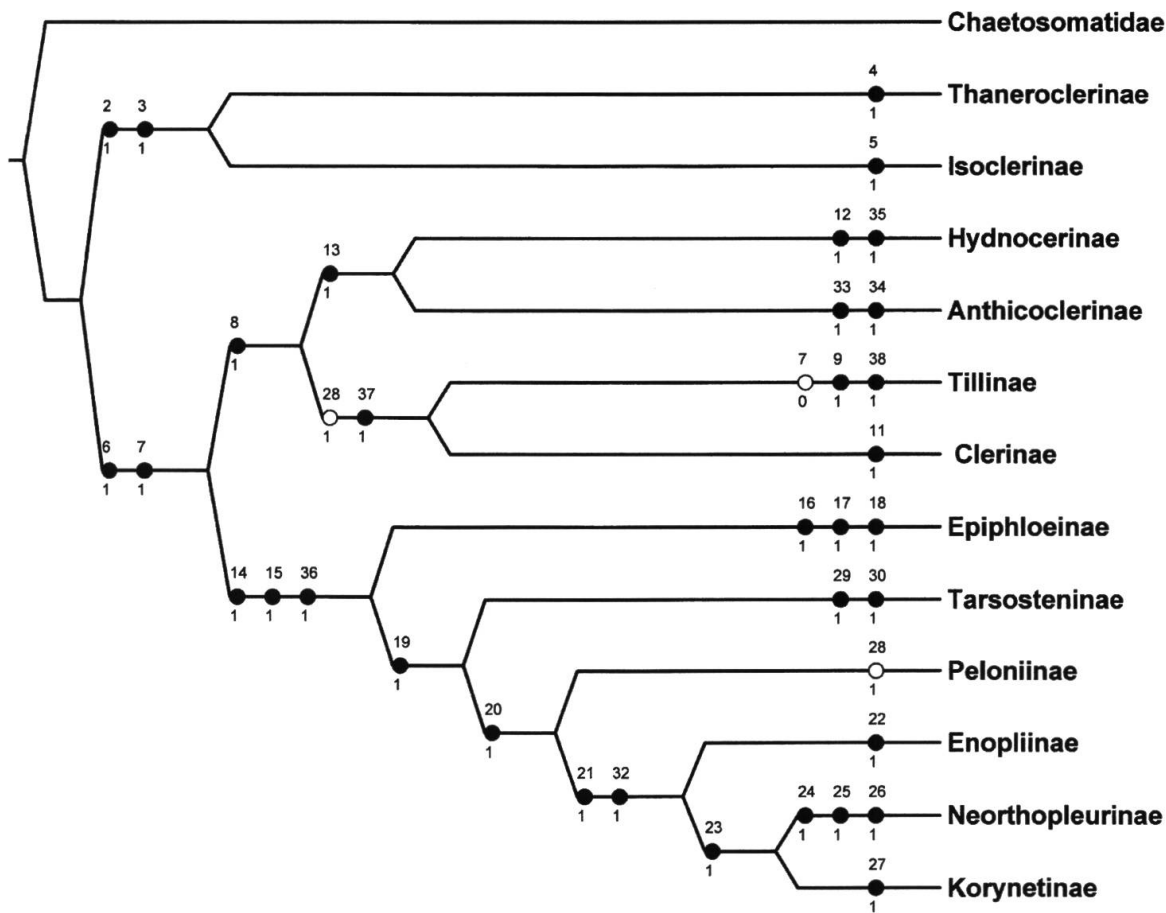 Chaetosomatidae
4
Thaneroclerinae
1
2 3
1 1
5
Isoclerinae
1
12 35
Hydnocerinae
1 1
13
1
33 34
Anthicoclerinae
1 1
8
1
7 9 38
Tillinae
0 1 1
28 37
1 1
11
Clerinae
1
6 7
1 1
16 17 18
Epiphloeinae
1 1 1
14 15 36
1 1 1
29 30
Tarsosteninae
1 1
19
1
28
Peloniinae
1
20
1
22
Enopliinae
1
21 32
1 1
24 25 26
Neorthopleurinae
1 1 1
23
1
27
Korynetinae
1